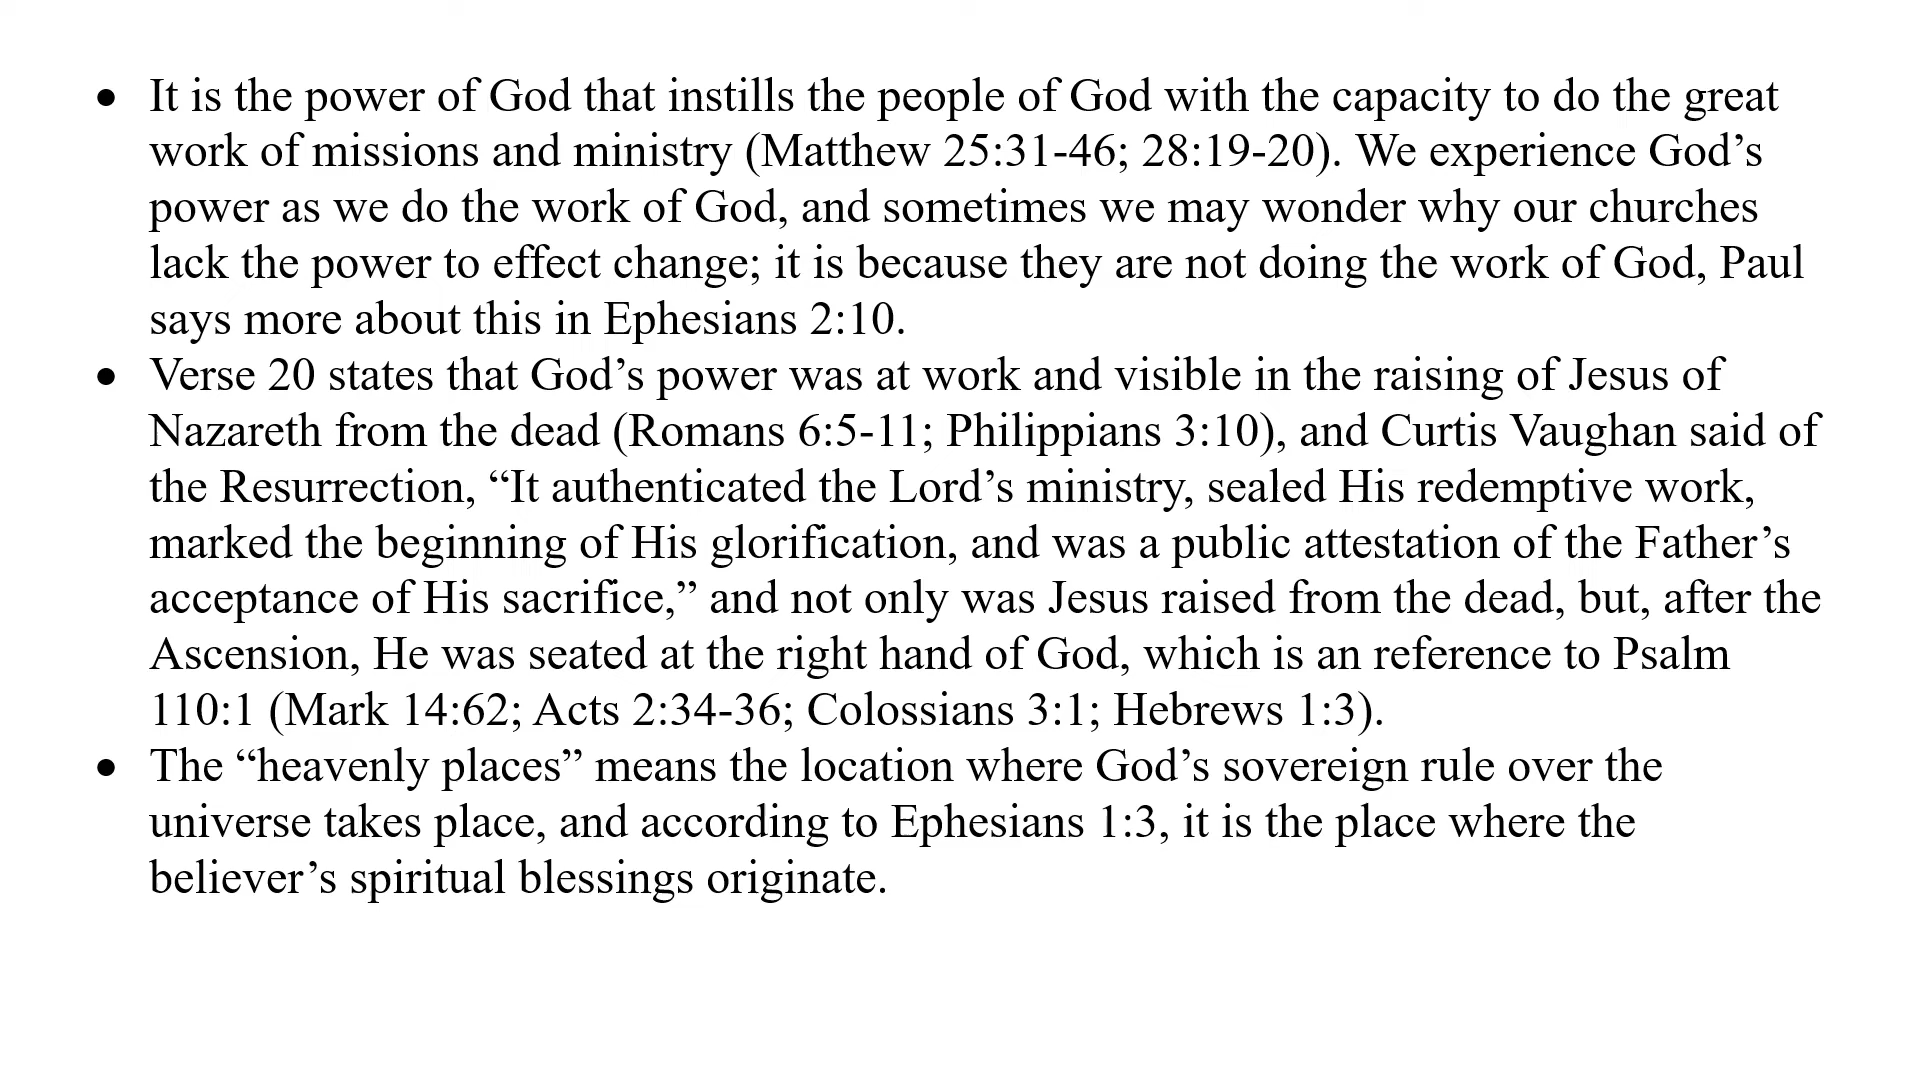 • It is the power of God that instills the people of God with the capacity to do the great
work of missions and ministry (Matthew 25:31-46; 28:19-20). We experience God’s
power as we do the work of God, and sometimes we may wonder why our churches
lack the power to effect change; it is because they are not doing the work of God, Paul
says more about this in Ephesians 2:10.
• Verse 20 states that God’s power was at work and visible in the raising of Jesus of
Nazareth from the dead (Romans 6:5-11; Philippians 3:10), and Curtis Vaughan said of
the Resurrection, “It authenticated the Lord’s ministry, sealed His redemptive work,
marked the beginning of His glorification, and was a public attestation of the Father’s
acceptance of His sacrifice,” and not only was Jesus raised from the dead, but, after the
Ascension, He was seated at the right hand of God, which is an reference to Psalm
110:1 (Mark 14:62; Acts 2:34-36; Colossians 3:1; Hebrews 1:3).
• The “heavenly places” means the location where God’s sovereign rule over the
universe takes place, and according to Ephesians 1:3, it is the place where the
believer’s spiritual blessings originate.